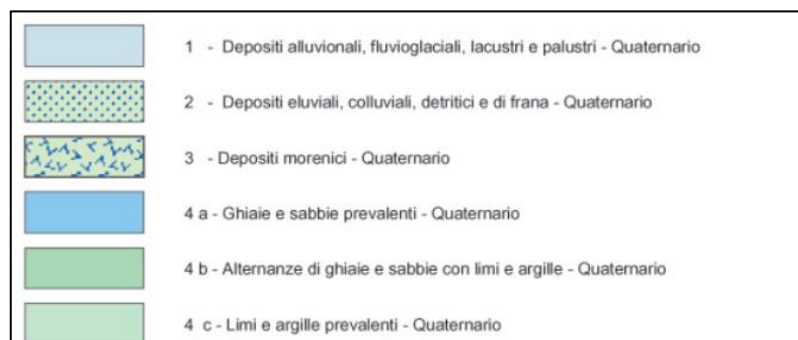 1 - Depositi alluvionali, fluvioglaciali, lacustri e palustri - Quaternario
2 - Depositi eluviali, colluviali, detritici e di frana - Quaternario
3 - Depositi morenici - Quaternario
4 a - Ghiaie e sabbie prevalenti - Quaternario
4 b - Alternanze di ghiaie e sabbie con limi e argille - Quaternario
4 c - Limi e argille prevalenti - Quaternario